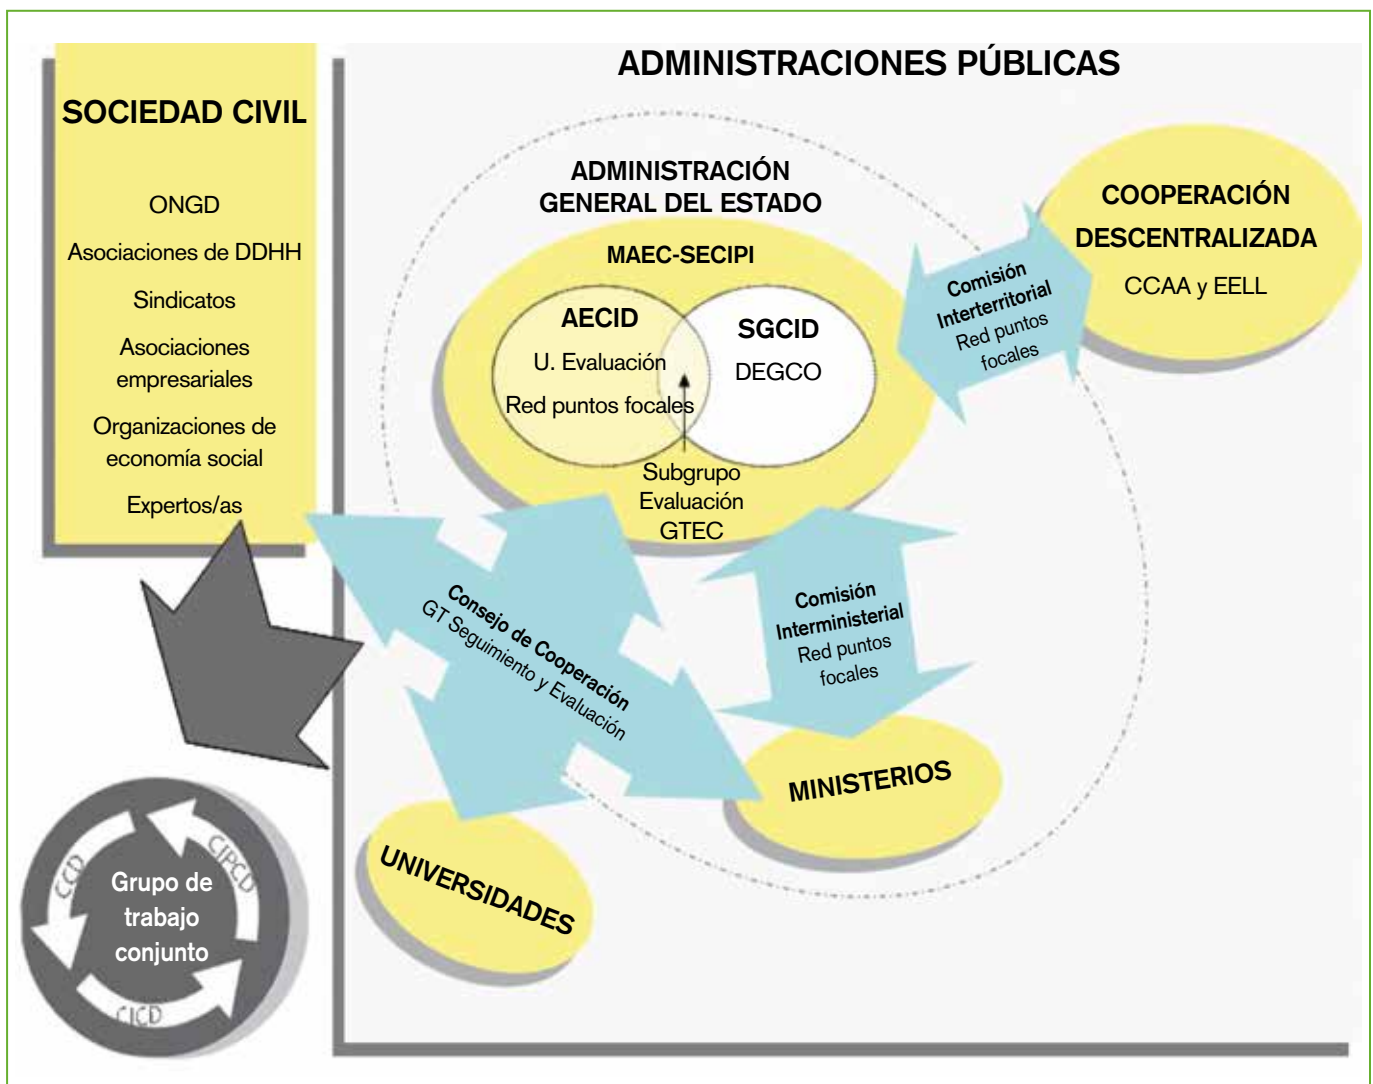 ADMINISTRACIONES PÚBLICAS
SOCIEDAD CIVIL
ONGD
Asociaciones de DDHH
Sindicatos
Asociaciones
empresariales
Organizaciones de
economía social
Expertos/as
ADMINISTRACIÓN
GENERAL DEL ESTADO
MAEC-SECIPI
AECID
U. Evaluación
Red puntos focales
SGCID
DEGCO
Subgrupo
Evaluación
GTEC
Comisión
Interterritorial
Red puntos
focales
COOPERACIÓN
DESCENTRALIZADA
CCAA y EELL
Consejo de Cooperación
GT Seguimiento y Evaluación
Comisión
Interministerial
Red puntos
focales
MINISTERIOS
UNIVERSIDADES
CCD
CIPCD
Grupo de
trabajo
conjunto
CICD